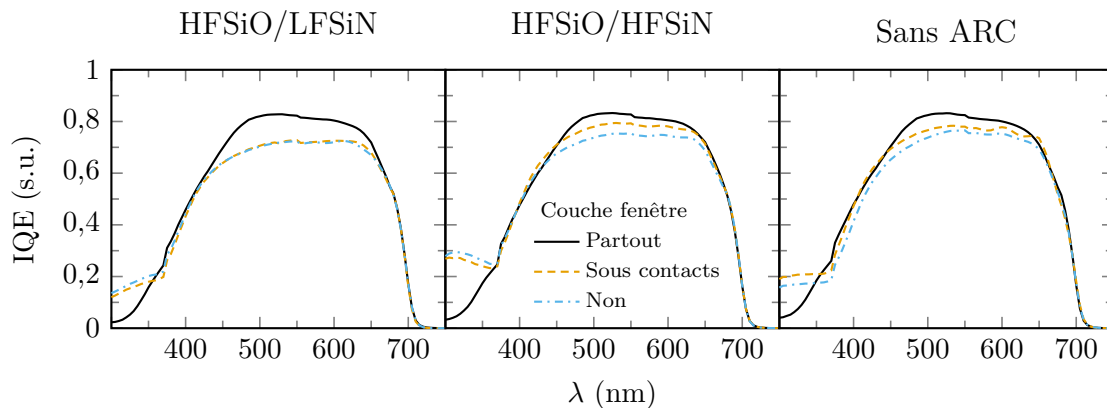 HFSiO/LFSiN
HFSiO/HFSiN
Sans ARC
IQE (s.u.)
1
0,8
0,6
0,4
0,2
0
Couche fenêtre
Partout
Sous contacts
Non
400 500 600 700
400 500 600 700
400 500 600 700
λ (nm)